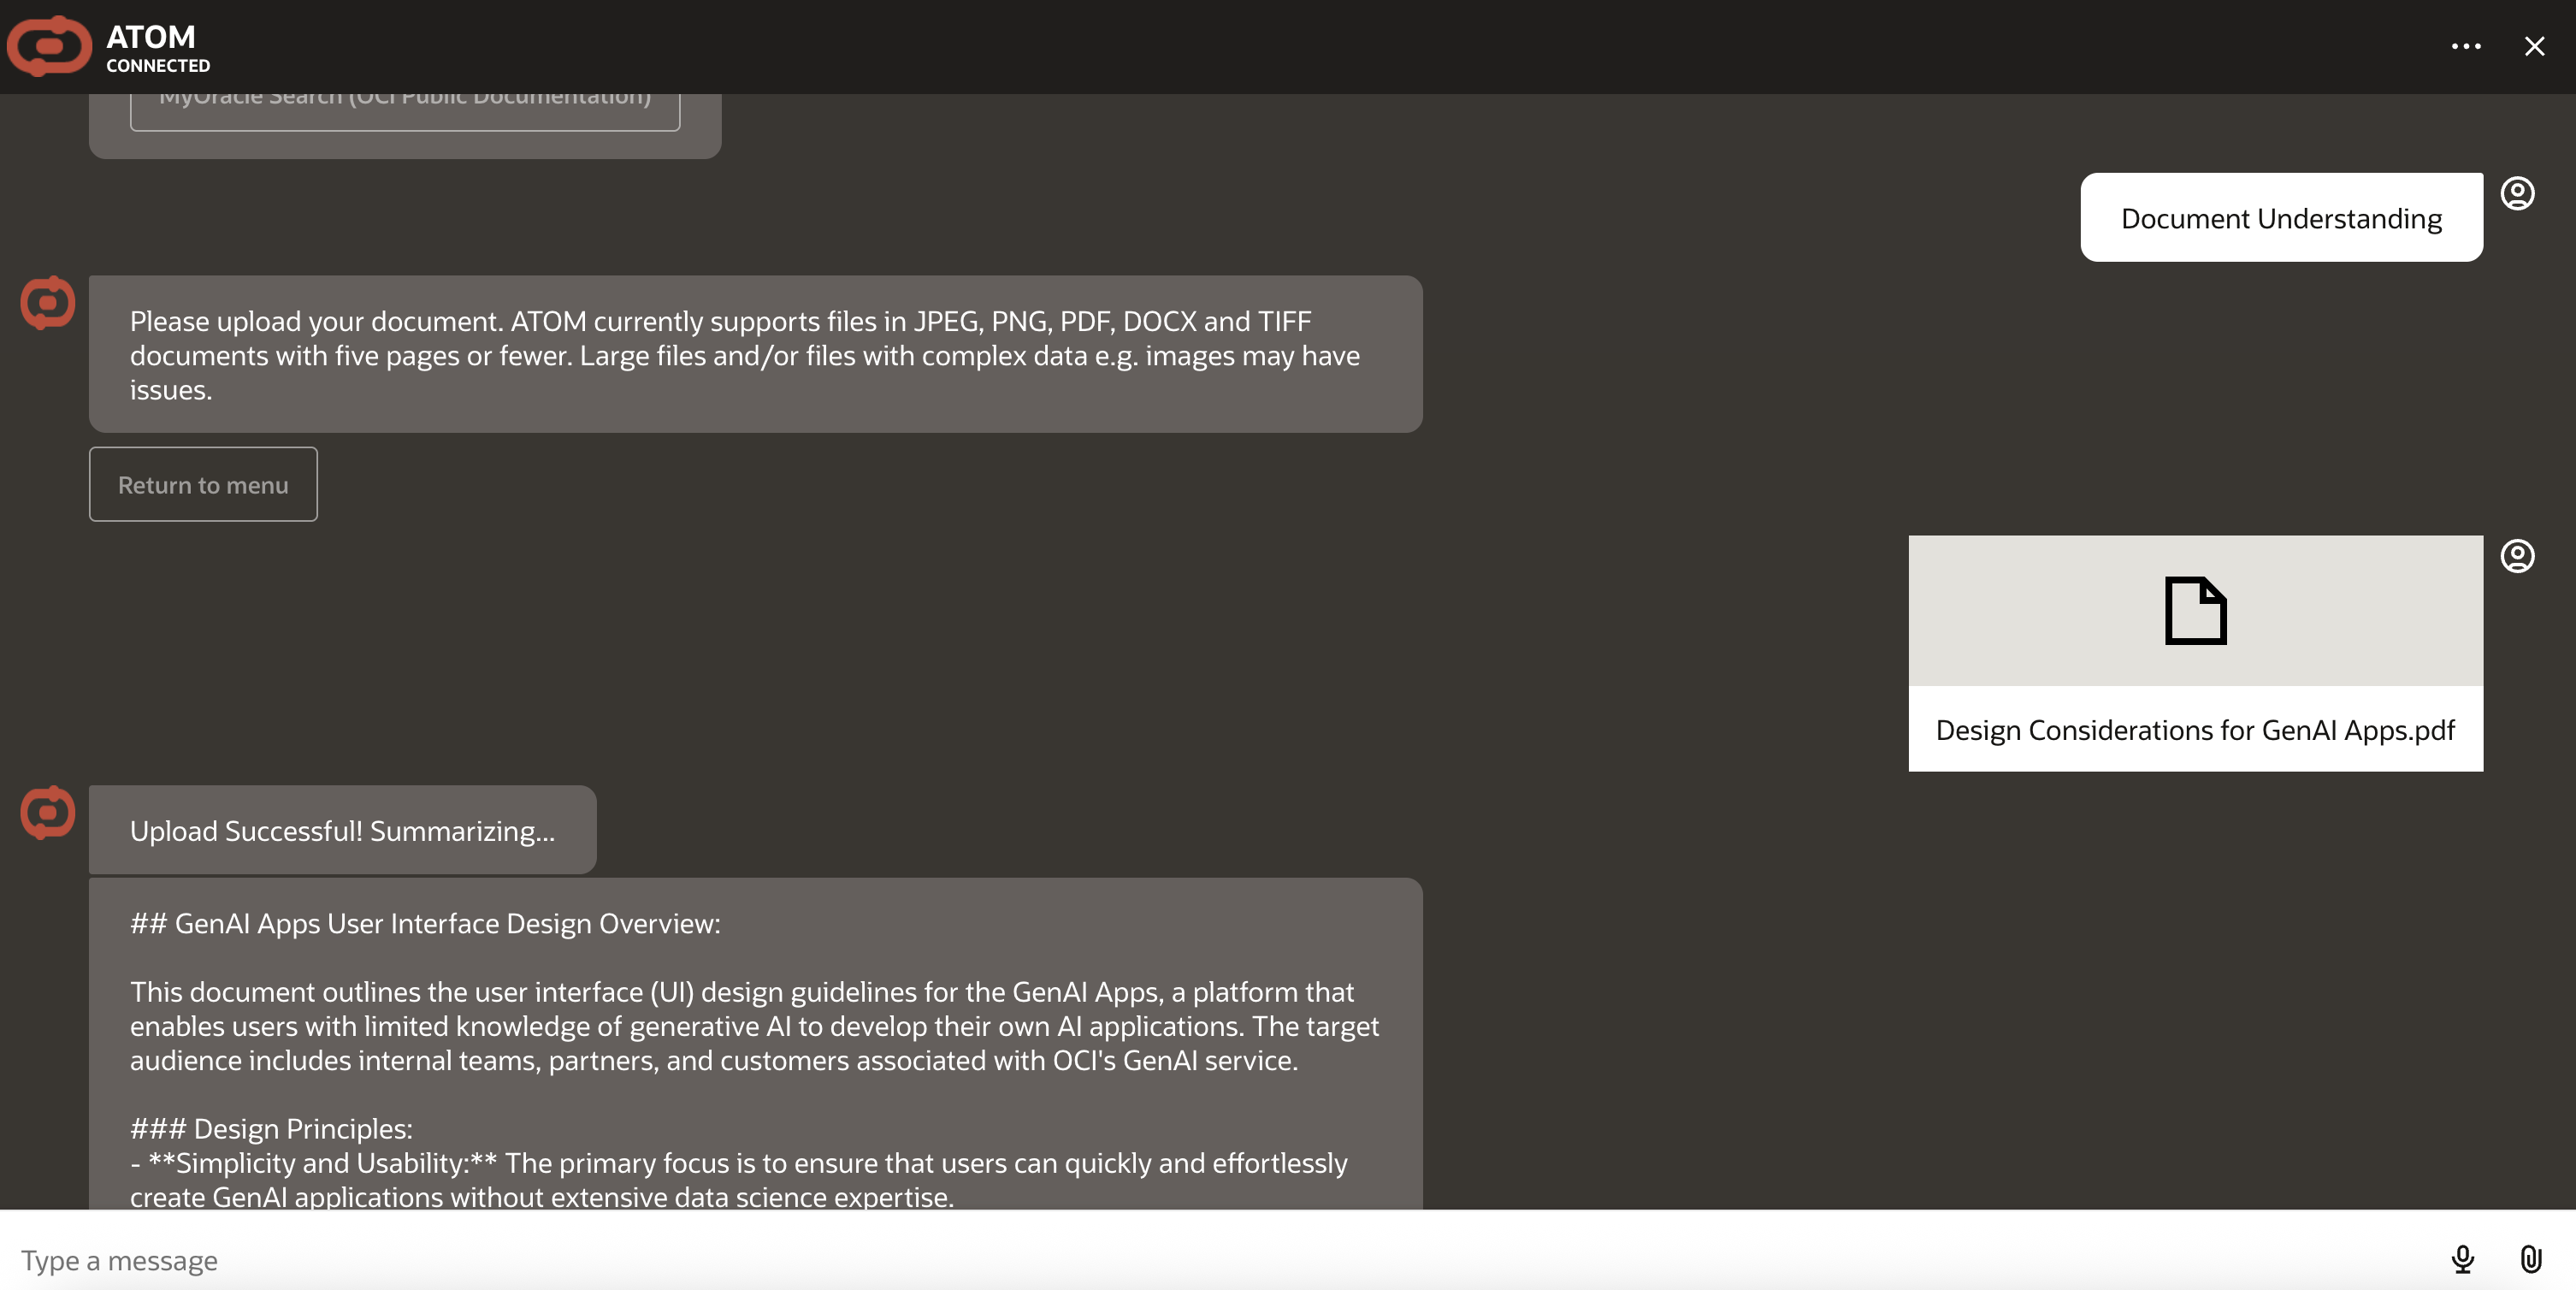 ATOM
CONNECTED
MyOracle Search (OCI Public Documentation)
Document Understanding
Please upload your document. ATOM currently supports files in JPEG, PNG, PDF, DOCX and TIFF
documents with five pages or fewer. Large files and/or files with complex data e.g. images may have
issues.
Return to menu
Design Considerations for GenAI Apps.pdf
Upload Successful! Summarizing...
## GenAI Apps User Interface Design Overview:
This document outlines the user interface (UI) design guidelines for the GenAI Apps, a platform that
enables users with limited knowledge of generative AI to develop their own AI applications. The target
audience includes internal teams, partners, and customers associated with OCI's GenAI service.
### Design Principles:
- **Simplicity and Usability:** The primary focus is to ensure that users can quickly and effortlessly
create GenAI applications without extensive data science expertise.
Type a message